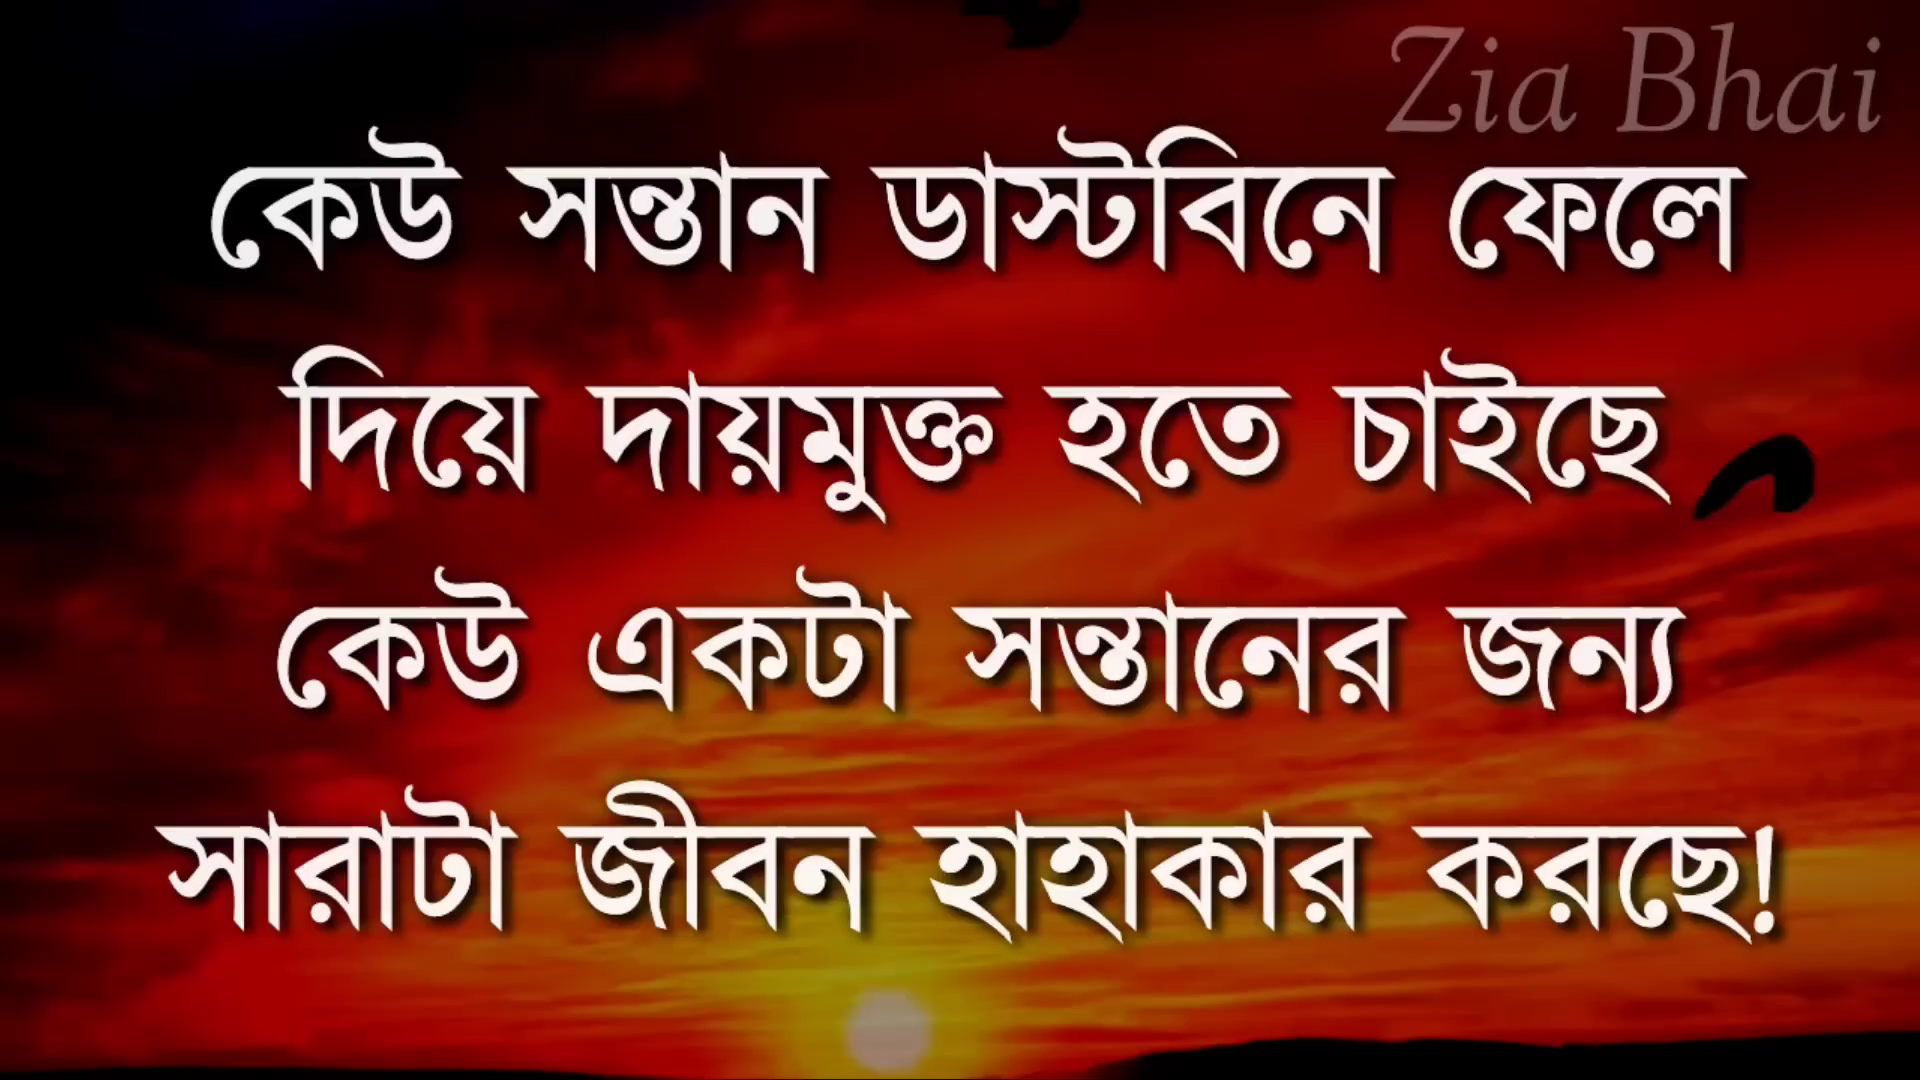 Zia Bhai
কেউ সন্তান ডাস্টবিনে ফেলে
দিয়ে দায়মুক্ত হতে চাইছে
কেউ একটা সন্তানের জন্য
সারাটা জীবন হাহাকার করছে!